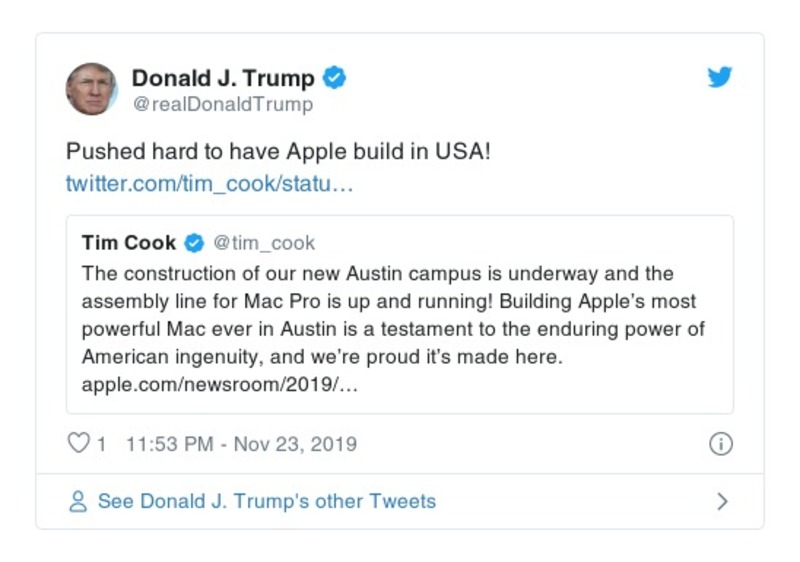 Donald J. Trump
@realDonaldTrump
Pushed hard to have Apple build in USA!
twitter.com/tim_cook/statu…
Tim Cook @tim_cook
The construction of our new Austin campus is underway and the
assembly line for Mac Pro is up and running! Building Apple’s most
powerful Mac ever in Austin is a testament to the enduring power of
American ingenuity, and we’re proud it’s made here.
apple.com/newsroom/2019/…
1 11:53 PM - Nov 23, 2019
See Donald J. Trump's other Tweets